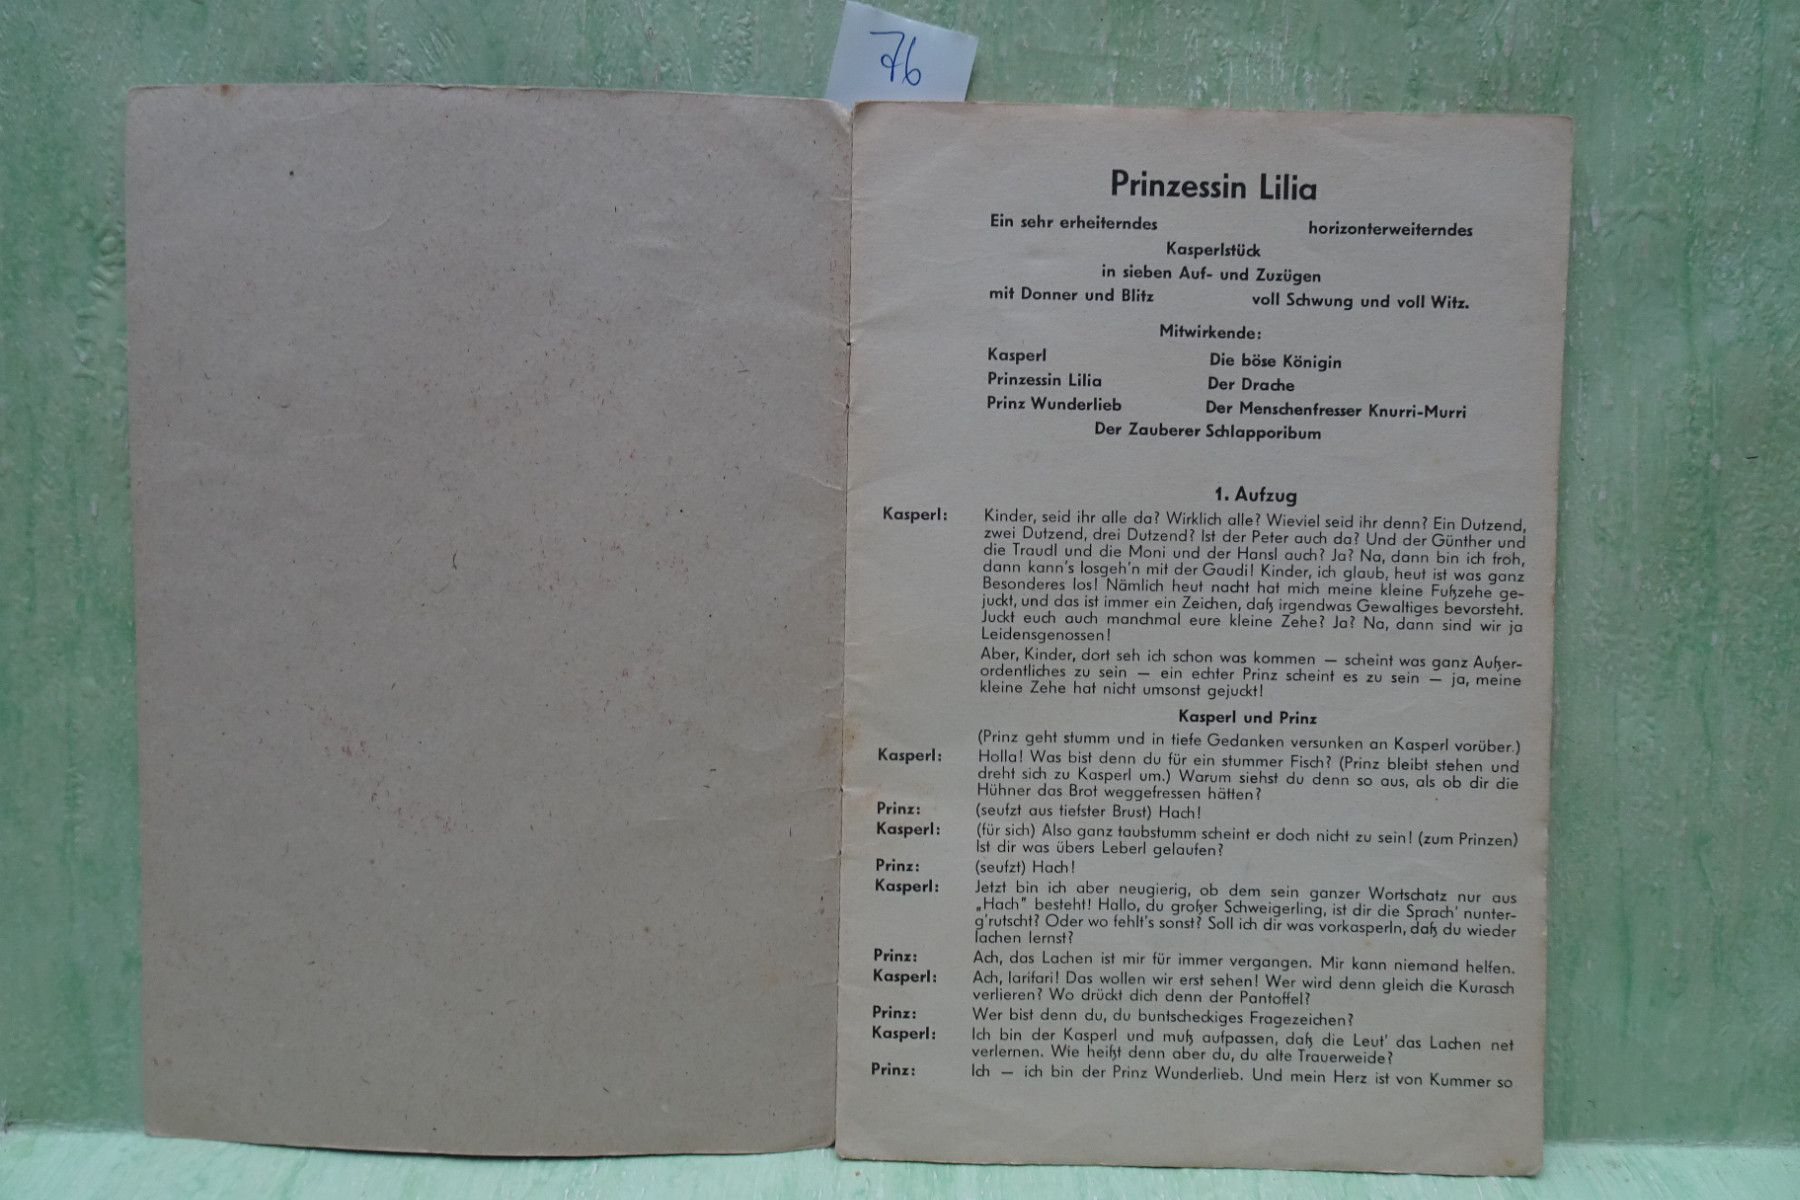 76
Prinzessin Lilia
Ein sehr erheiterndes horizonterweiterndes
Kasperlstück
in sieben Auf- und Zuzügen
mit Donner und Blitz voll Schwung und voll Witz.
Mitwirkende:
Kasperl Die böse Königin
Prinzessin Lilia Der Drache
Prinz Wunderlieb Der Menschenfresser Knurri-Murri
Der Zauberer Schlapporibum
1. Aufzug
Kasperl: Kinder, seid ihr alle da? Wirklich alle? Wieviel seid ihr denn? Ein Dutzend,
zwei Dutzend, drei Dutzend? Ist der Peter auch da? Und der Günther und
die Traudl und die Moni und der Hansl auch? Ja? Na, dann bin ich froh,
dann kann's losgeh'n mit der Gaudi! Kinder, ich glaub, heut ist was ganz
Besonderes los! Nämlich heut nacht hat mich meine kleine Fußzehe ge-
juckt, und das ist immer ein Zeichen, daß irgendwas Gewaltiges bevorsteht.
Juckt euch auch manchmal eure kleine Zehe? Ja? Na, dann sind wir ja
Leidensgenossen!
Aber, Kinder, dort seh ich schon was kommen — scheint was ganz Außer-
ordentliches zu sein — ein echter Prinz scheint es zu sein — ja, meine
kleine Zehe hat nicht umsonst gejuckt!
Kasperl und Prinz
(Prinz geht stumm und in tiefe Gedanken versunken an Kasperl vorüber.)
Kasperl: Holla! Was bist denn du für ein stummer Fisch? (Prinz bleibt stehen und
dreht sich zu Kasperl um.) Warum siehst du denn so aus, als ob dir die
Hühner das Brot weggefressen hätten?
Prinz: (seufzt aus tiefster Brust) Hach!
Kasperl: (für sich) Also ganz taubstumm scheint er doch nicht zu sein! (zum Prinzen)
Ist dir was übers Leberl gelaufen?
Prinz: (seufzt) Hach!
Kasperl: Jetzt bin ich aber neugierig, ob dem sein ganzer Wortschatz nur aus
„Hach" besteht! Hallo, du großer Schweigerling, ist dir die Sprach' nunter-
g'rutscht? Oder wo fehlt's sonst? Soll ich dir was vorkasperln, daß du wieder
lachen lernst?
Prinz: Ach, das Lachen ist mir für immer vergangen. Mir kann niemand helfen.
Kasperl: Ach, larifari! Das wollen wir erst sehen! Wer wird denn gleich die Kurasch
verlieren? Wo drückt dich denn der Pantoffel?
Prinz: Wer bist denn du, du buntscheckiges Fragezeichen?
Kasperl: Ich bin der Kasperl und muß aufpassen, daß die Leut' das Lachen net
verlernen. Wie heißt denn aber du, du alte Trauerweide?
Prinz: Ich — ich bin der Prinz Wunderlieb. Und mein Herz ist von Kummer so